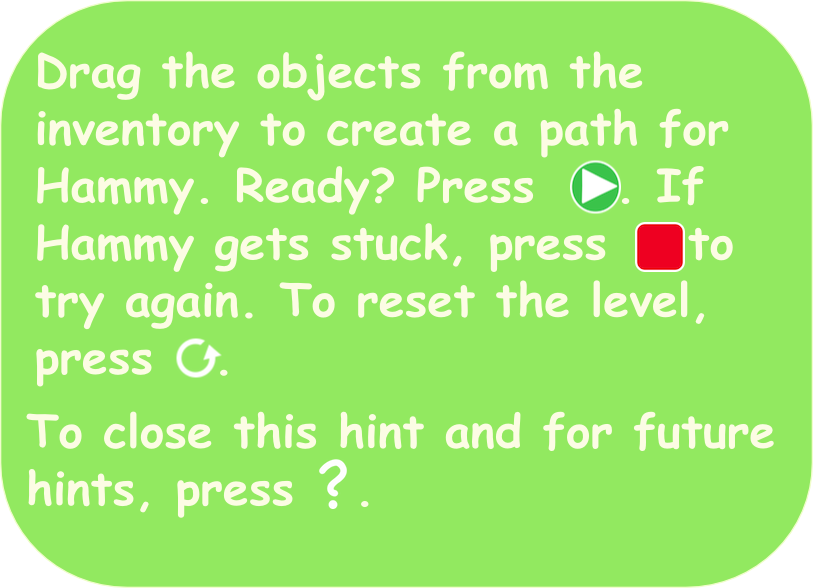 Drag the objects from the
inventory to create a path for
Hammy. Ready? Press . If
Hammy gets stuck, press to
try again. To reset the level,
press .
To close this hint and for future
hints, press ? .